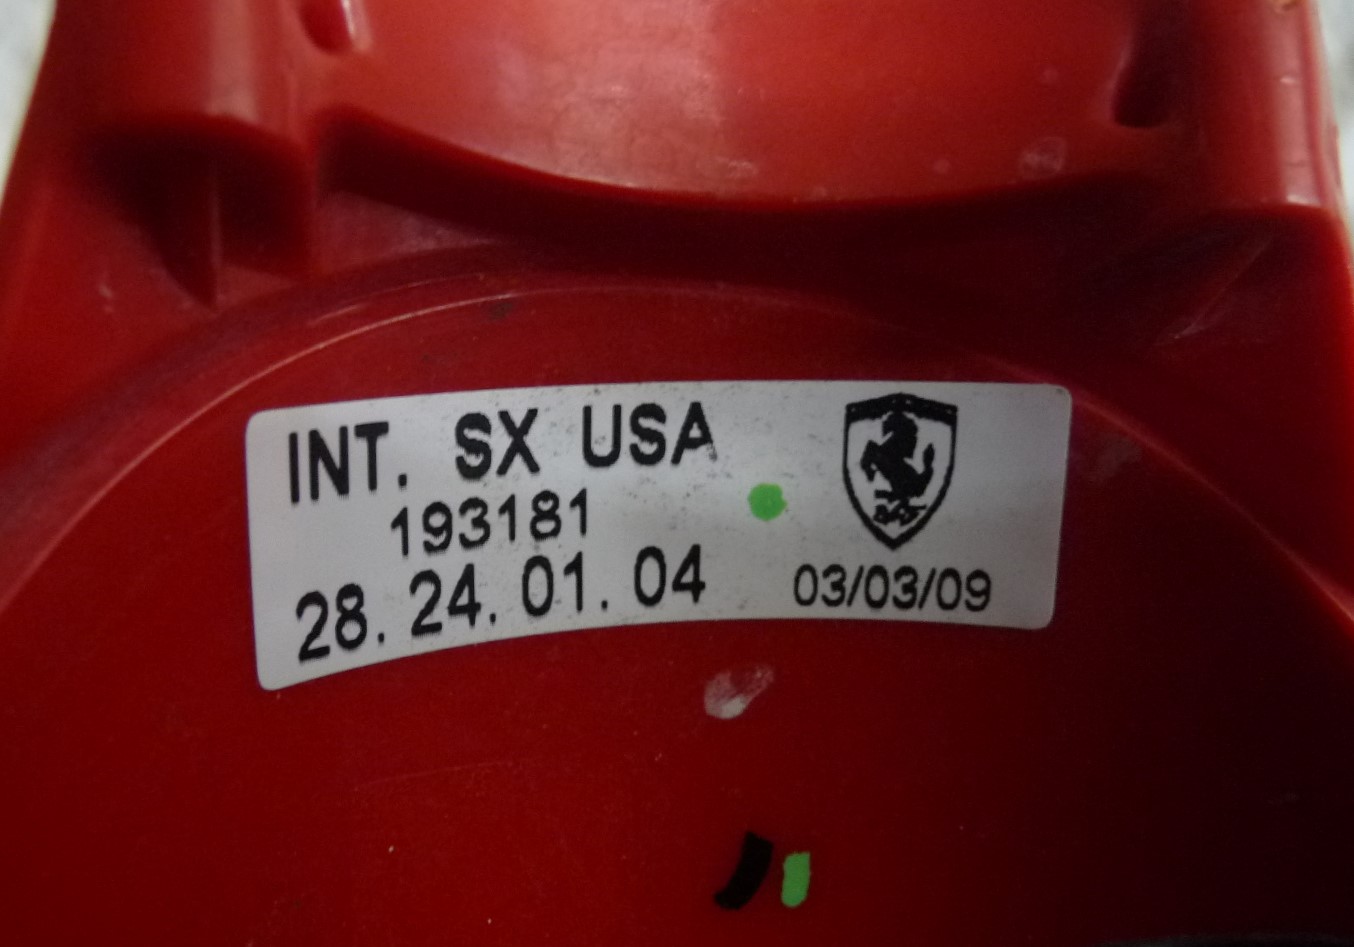 INT. SX USA
193181
28. 24. 01. 04
03/03/09